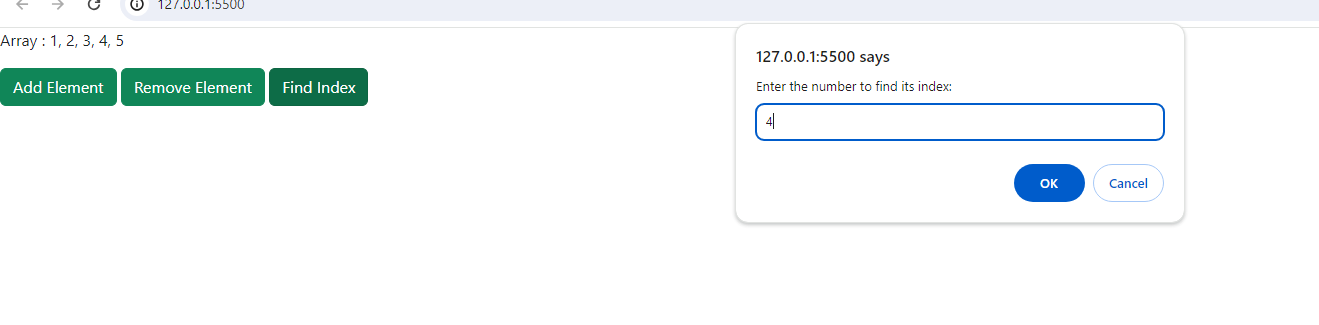 127.0.0.1:5500
Array : 1, 2, 3, 4, 5
Add Element
Remove Element
Find Index
127.0.0.1:5500 says
Enter the number to find its index:
4
OK
Cancel